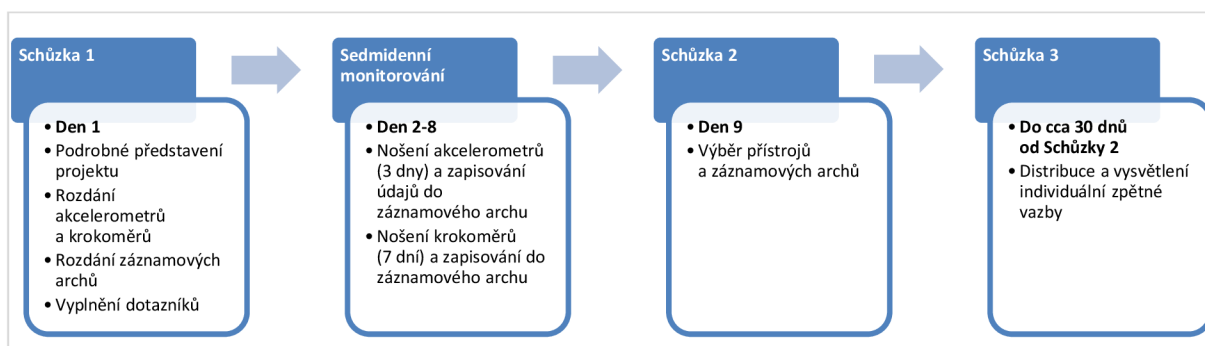 Schůzka 1
• Den 1
• Podrobné představení
projektu
• Rozdání
akcelerometrů
a krokoměrů
• Rozdání záznamových
archů
• Vyplnění dotazníků
Sedmidenní
monitorování
• Den 2-8
• Nošení akcelerometrů
(3 dny) a zapisování
údajů do
záznamového archu
• Nošení krokoměrů
(7 dní) a zapisování do
záznamového archu
Schůzka 2
• Den 9
• Výběr přístrojů
a záznamových archů
Schůzka 3
• Do cca 30 dnů
od Schůzky 2
• Distribuce a vysvětlení
individuální zpětné
vazby